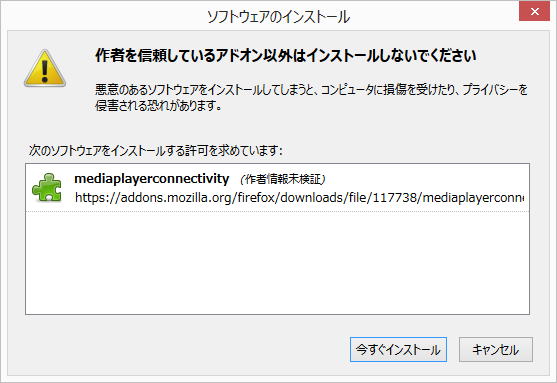 ソフトウェアのインストール
作者を信頼しているアドオン以外はインストールしないでください
悪意のあるソフトウェアをインストールしてしまうと、コンピュータに損傷を受けたり、プライバシーを
侵害される恐れがあります。
次のソフトウェアをインストールする許可を求めています:
mediaplayerconnectivity (作者情報未検証)
https://addons.mozilla.org/firefox/downloads/file/117738/mediaplayerconne
今すぐインストール キャンセル